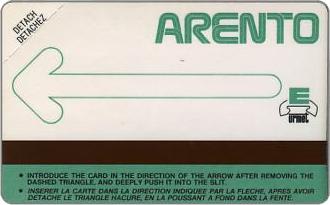 DETACH
DETACHEZ
ARENTO
E
urmet
• INTRODUCE THE CARD IN THE DIRECTION OF THE ARROW AFTER REMOVING THE
DASHED TRIANGLE, AND DEEPLY PUSH IT INTO THE SLIT.
• INSERER LA CARTE DANS LA DIRECTION INDIQUEE PAR LA FLECHE, APRES AVOIR
DETACHE LE TRIANGLE HACURE, EN LA POUSSANT A FOND DANS LA FENTE.